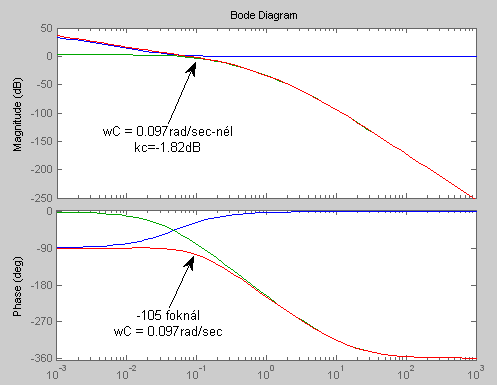 Bode Diagram
Magnitude (dB)
50
0
-50
-100
-150
-200
-250
wC = 0.097rad/sec-nél
kc=-1.82dB
Phase (deg)
0
-90
-180
-270
-360
-105 foknál
wC = 0.097rad/sec
10^-3 10^-2 10^-1 10^0 10^1 10^2 10^3